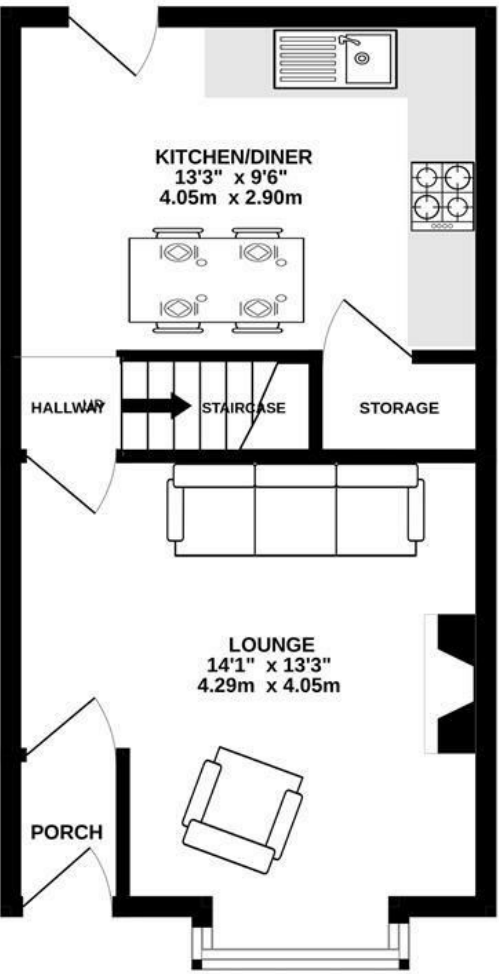 KITCHEN/DINER
13'3" x 9'6"
4.05m x 2.90m
HALLWAY
UP
STAIRCASE
STORAGE
LOUNGE
14'1" x 13'3"
4.29m x 4.05m
PORCH